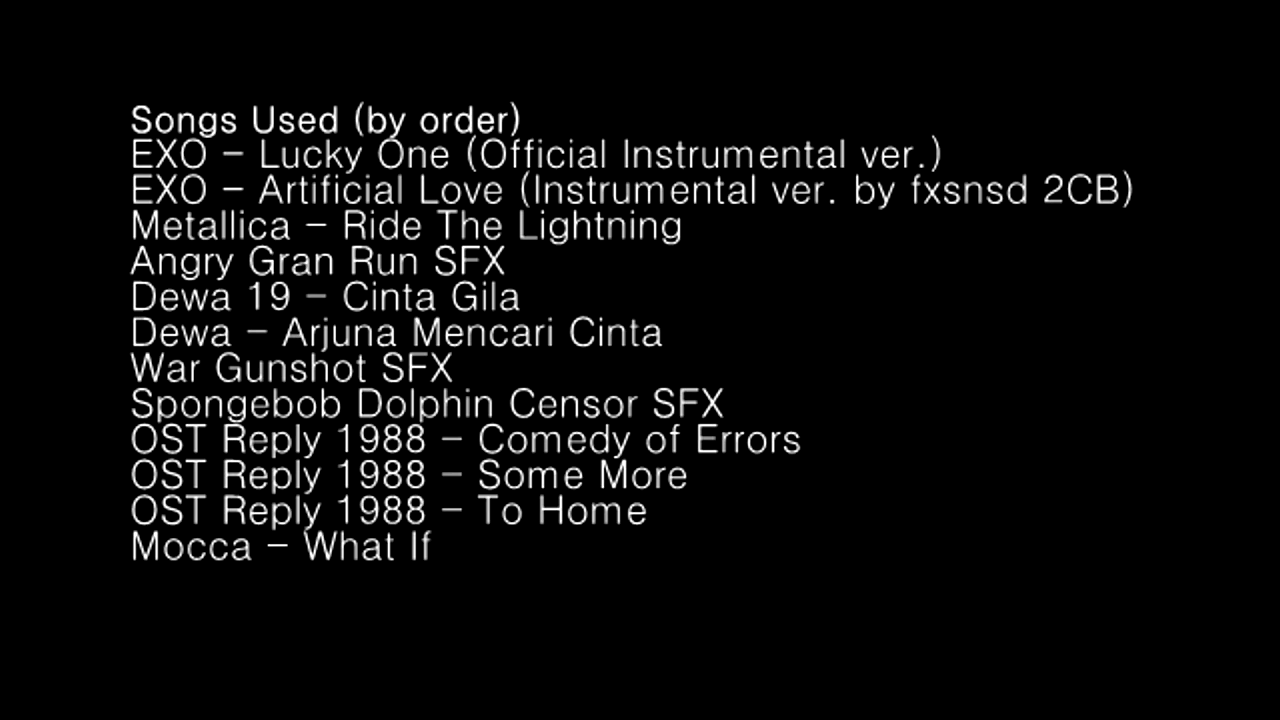 Songs Used (by order)
EXO - Lucky One (Official Instrumental ver.)
EXO - Artificial Love (Instrumental ver. by fxsnsd 2CB)
Metallica - Ride The Lightning
Angry Gran Run SFX
Dewa 19 - Cinta Gila
Dewa - Arjuna Mencari Cinta
War Gunshot SFX
Spongebob Dolphin Censor SFX
OST Reply 1988 - Comedy of Errors
OST Reply 1988 - Some More
OST Reply 1988 - To Home
Mocca - What If